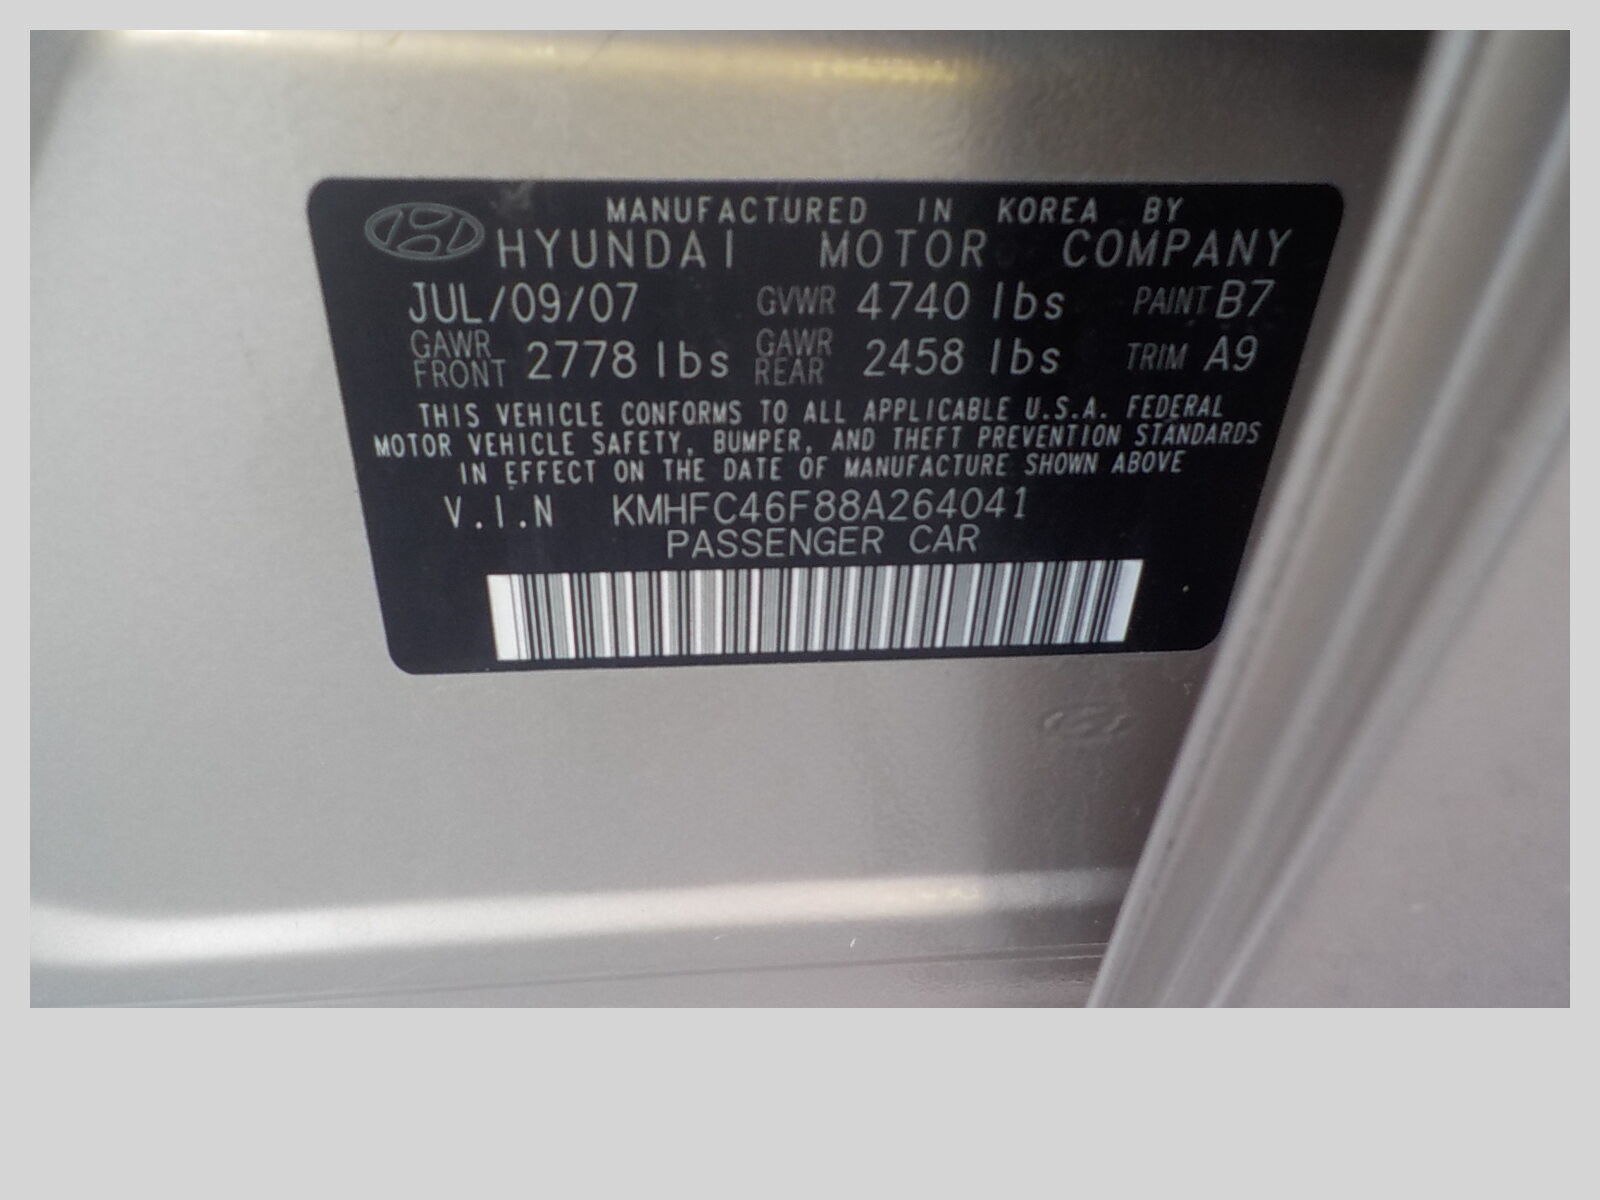 MANUFACTURED IN KOREA BY
HYUNDAI MOTOR COMPANY
JUL/09/07 GVWR 4740 lbs PAINT B7
GAWR FRONT 2778 lbs GAWR REAR 2458 lbs TRIM A9
THIS VEHICLE CONFORMS TO ALL APPLICABLE U.S.A. FEDERAL
MOTOR VEHICLE SAFETY, BUMPER, AND THEFT PREVENTION STANDARDS
IN EFFECT ON THE DATE OF MANUFACTURE SHOWN ABOVE
V.I.N KMHFC46F88A264041
PASSENGER CAR